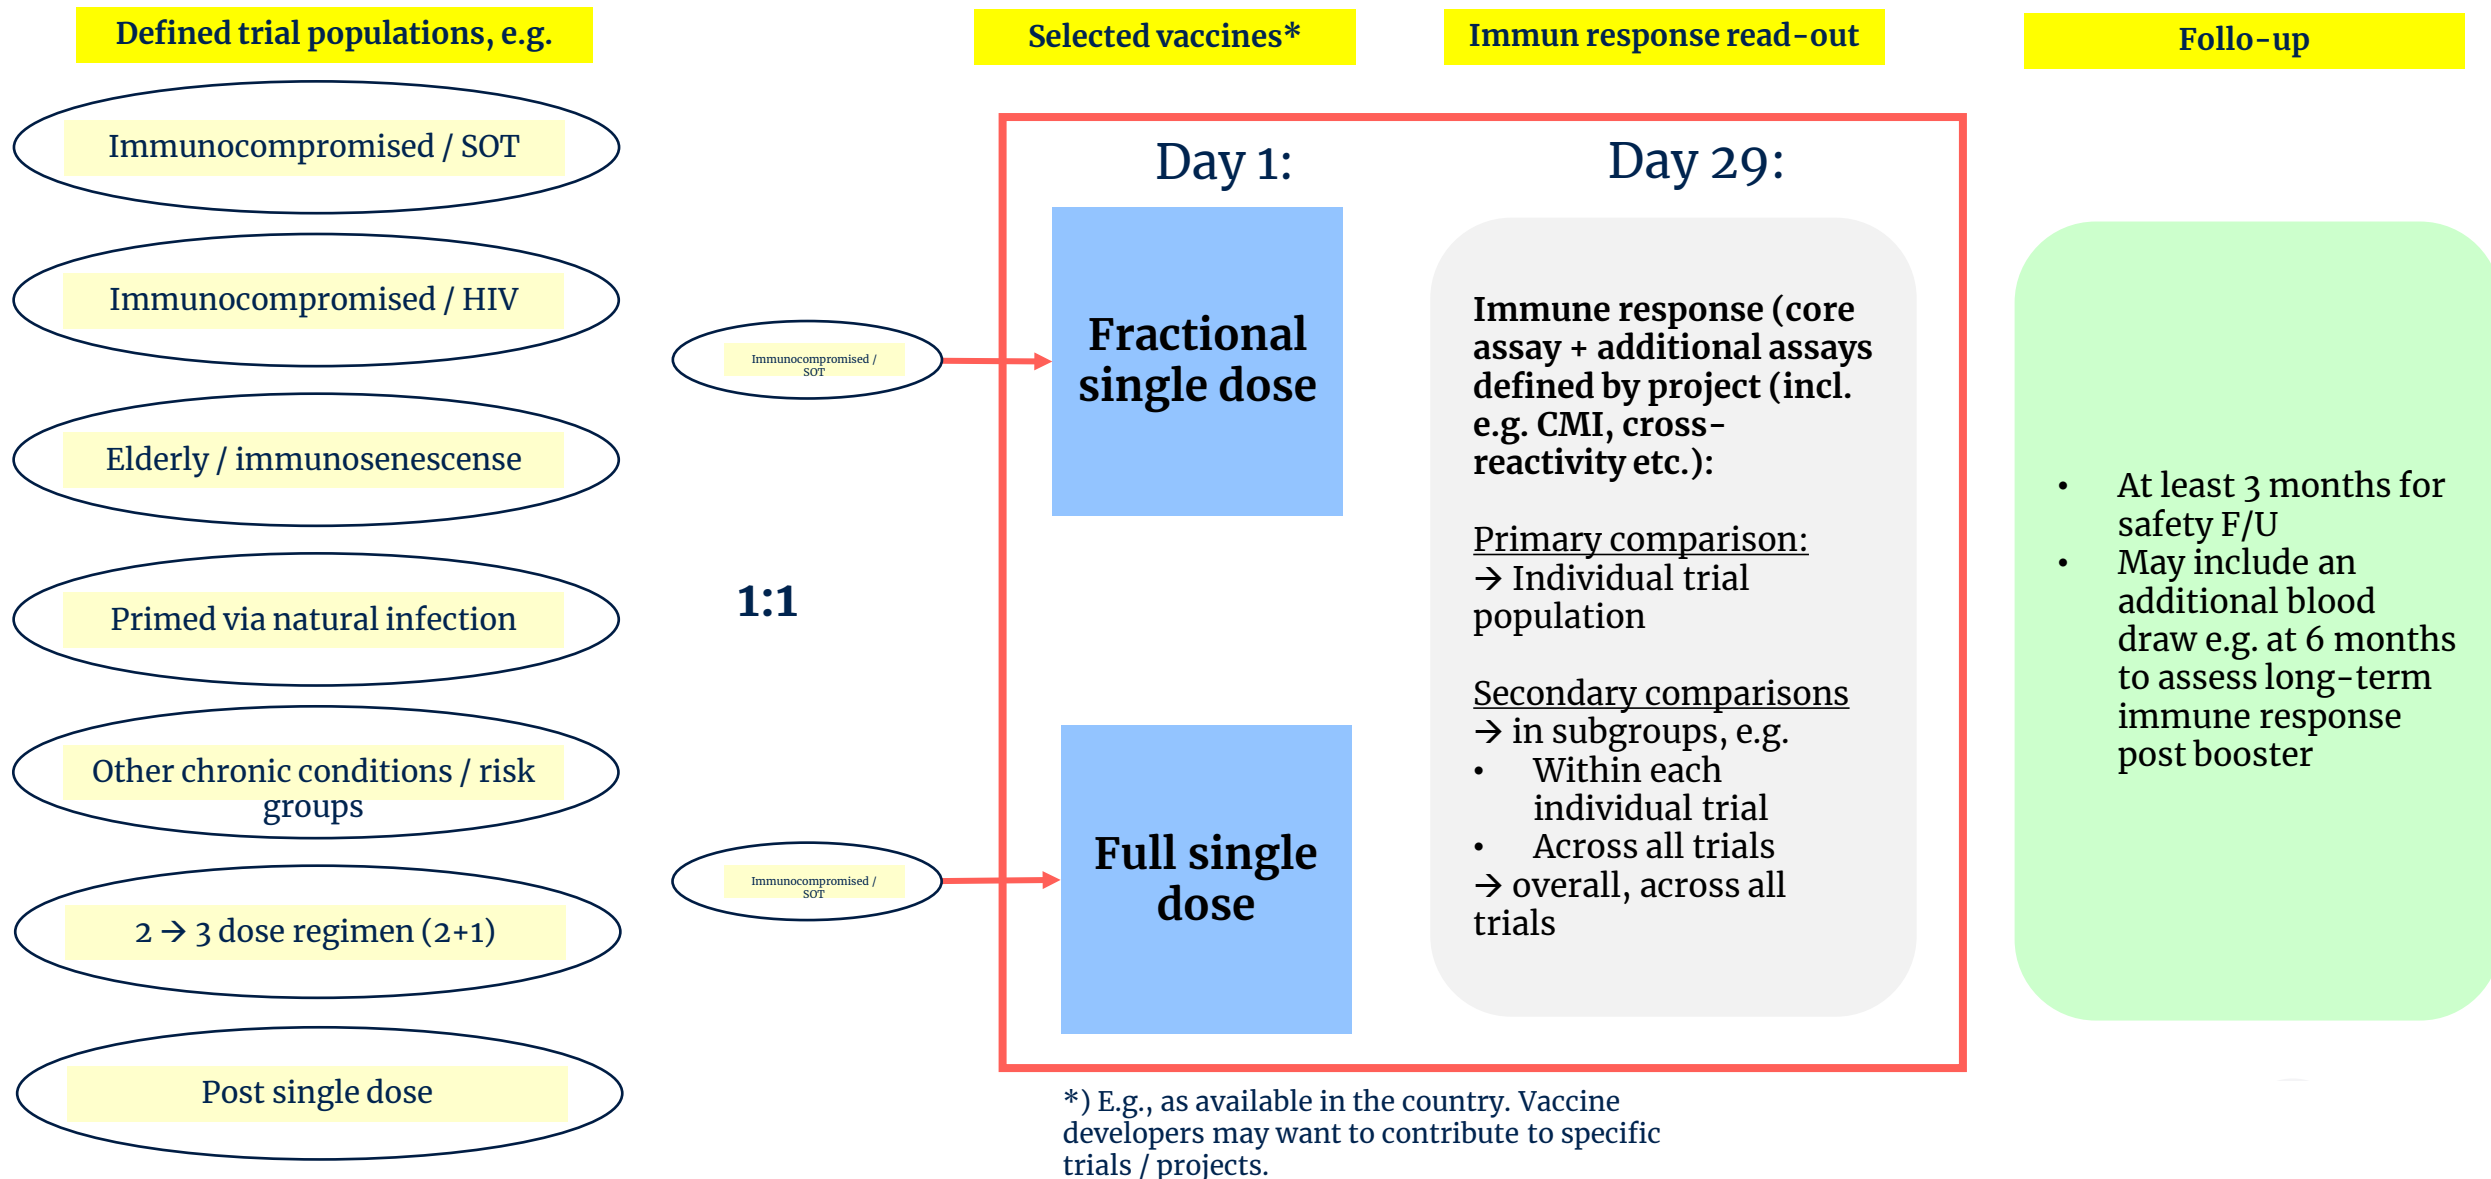 Defined trial populations, e.g.
Immunocompromised / SOT
Immunocompromised / HIV
Elderly / immunosenescense
Primed via natural infection
Other chronic conditions / risk
groups
2 → 3 dose regimen (2+1)
Post single dose
Immunocompromised /
SOT
1:1
Immunocompromised /
SOT
Selected vaccines*
Day 1:
Fractional
single dose
Full single
dose
Immun response read-out
Day 29:
Immune response (core
assay + additional assays
defined by project (incl.
e.g. CMI, cross-
reactivity etc.):
Primary comparison:
→ Individual trial
population
Secondary comparisons
→ in subgroups, e.g.
• Within each
individual trial
• Across all trials
→ overall, across all
trials
*) E.g., as available in the country. Vaccine
developers may want to contribute to specific
trials / projects.
Follo-up
• At least 3 months for
safety F/U
• May include an
additional blood
draw e.g. at 6 months
to assess long-term
immune response
post booster